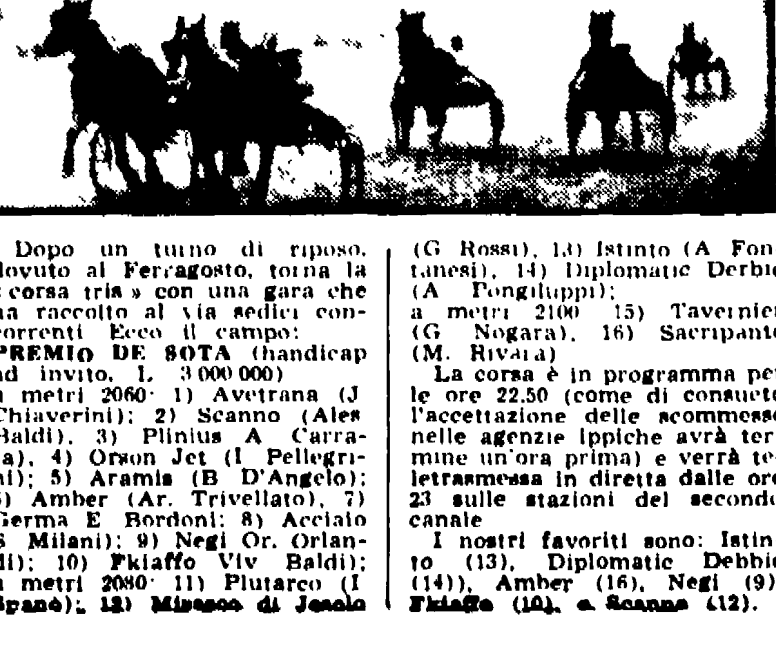 Dopo un turno di riposo,
dovuto al Ferragosto, torna la
« corsa tris » con una gara che
ha raccolto al via sedici con-
correnti Ecco il campo:
PREMIO DE SOTA (handicap
ad invito, L. 3 000 000)
a metri 2060· 1) Avetrana (J
Chiaverini); 2) Scanno (Ales
Baldi), 3) Plinius A Carra-
a), 4) Orson Jet (I Pellegri-
ni); 5) Aramis (B D'Angelo);
6) Amber (Ar. Trivellato), 7)
Germa E Bordoni; 8) Acciaio
S Milani); 9) Negi Or. Orlan-
di); 10) Fkiaffo Viv Baldi);
a metri 2080· 11) Plutarco (I
Spanò); 12) Mirasoo di Jesolo
(G Rossi), 13) Istinto (A Fon
tanesi), 14) Diplomatic Derbie
(A Pongiluppi);
a metri 2100 15) Tavernier
(G Nogara), 16) Sacripante
(M. Rivara)
La corsa è in programma per
le ore 22.50 (come di consueto
l'accettazione delle scommesse
nelle agenzie ippiche avrà ter
mine un'ora prima) e verrà te-
letrasmessa in diretta dalle ore
23 sulle stazioni del secondo
canale
I nostri favoriti sono: Istin
to (13), Diplomatic Debbie
(14)), Amber (16), Negi (9)
Fkiaffo (10), e Scanno (12).